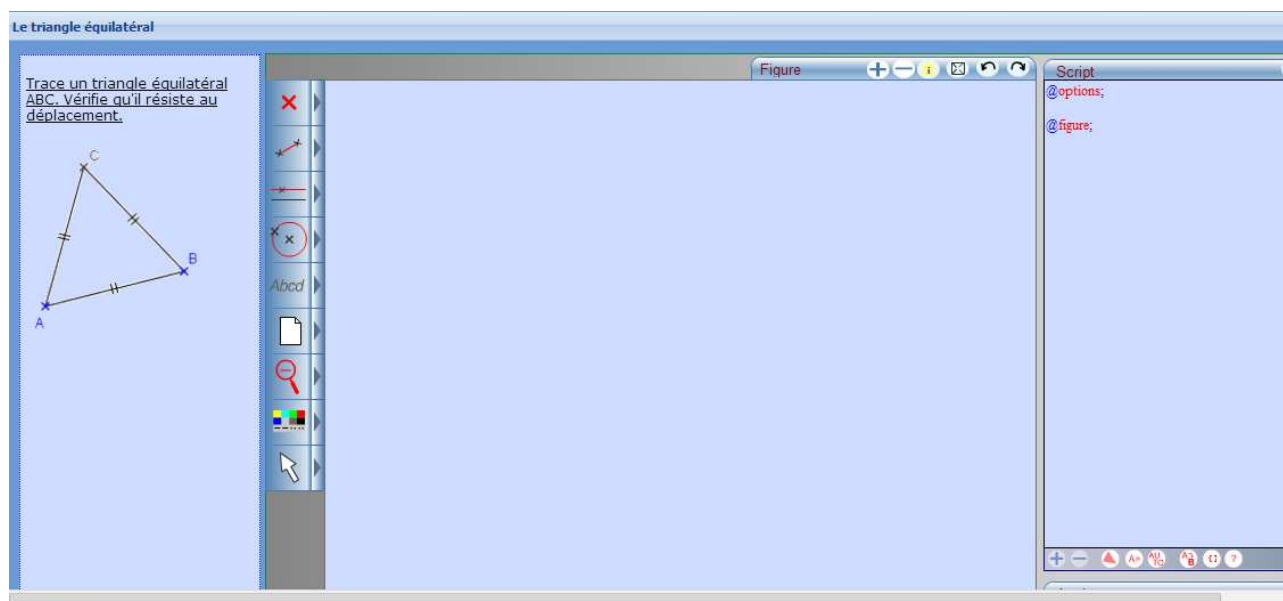 Le triangle équilatéral
Trace un triangle équilatéral
ABC. Vérifie qu'il résiste au
déplacement.
C
B
A
Abcd
Figure
i
Script
@options;
@figure;
?